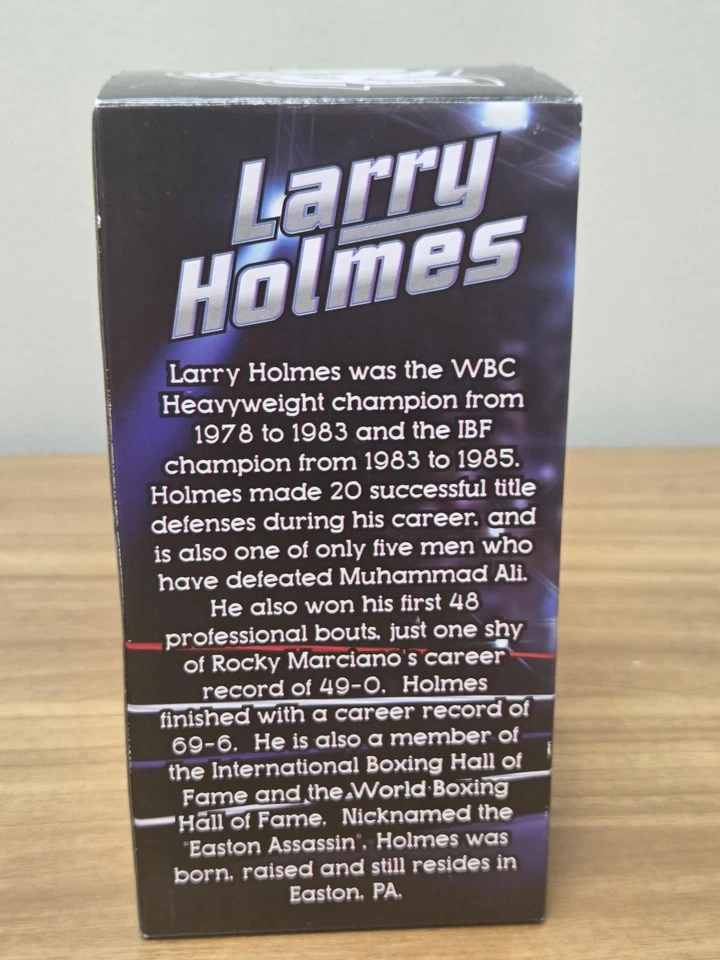 Larry
Holmes
Larry Holmes was the WBC
Heavyweight champion from
1978 to 1983 and the IBF
champion from 1983 to 1985.
Holmes made 20 successful title
defenses during his career, and
is also one of only five men who
have defeated Muhammad Ali.
He also won his first 48
professional bouts, just one shy
of Rocky Marciano's career
record of 49-0. Holmes
finished with a career record of
69-6. He is also a member of
the International Boxing Hall of
Fame and the World Boxing
Hall of Fame. Nicknamed the
"Easton Assassin", Holmes was
born, raised and still resides in
Easton, PA.